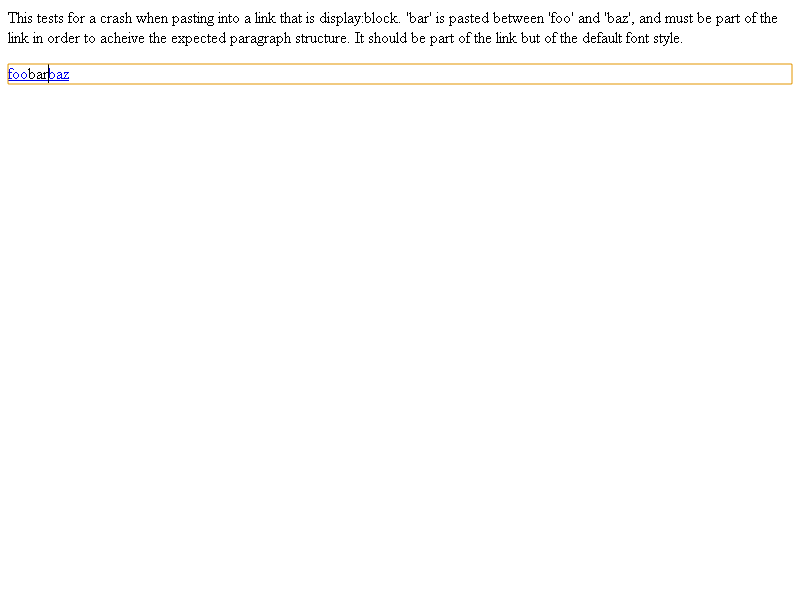 This tests for a crash when pasting into a link that is display:block. 'bar' is pasted between 'foo' and 'baz', and must be part of the
link in order to acheive the expected paragraph structure. It should be part of the link but of the default font style.
foobarbaz